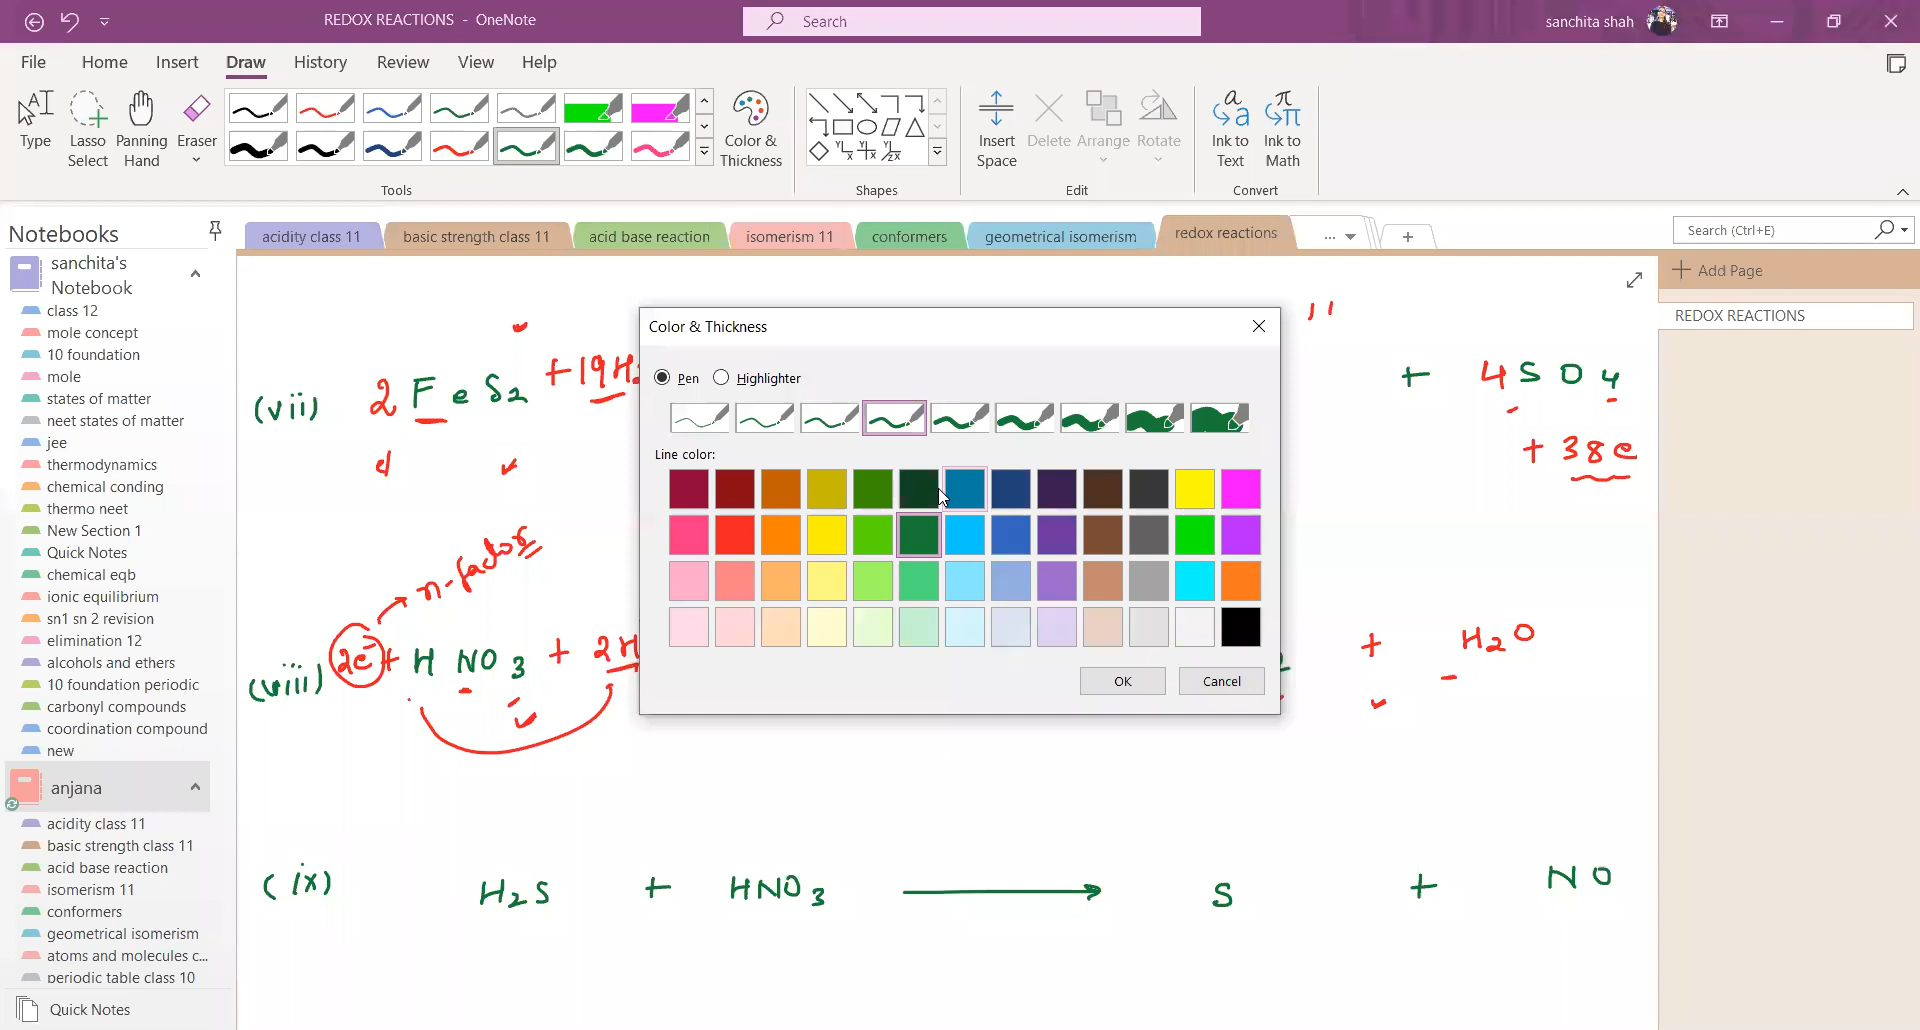 REDOX REACTIONS - OneNote
Search
sanchita shah
File Home Insert Draw History Review View Help
Type
Lasso Select
Panning Hand
Eraser
Color & Thickness
Insert Space
Delete
Arrange
Rotate
Ink to Text
Ink to Math
Tools
Shapes
Edit
Convert
Notebooks
acidity class 11
basic strength class 11
acid base reaction
isomerism 11
conformers
geometrical isomerism
redox reactions
...
Search (Ctrl+E)
Add Page
REDOX REACTIONS
sanchita's Notebook
class 12
mole concept
10 foundation
mole
states of matter
neet states of matter
jee
thermodynamics
chemical conding
thermo neet
New Section 1
Quick Notes
chemical eqb
ionic equilibrium
sn1 sn 2 revision
elimination 12
alcohols and ethers
10 foundation periodic
carbonyl compounds
coordination compound
new
anjana
acidity class 11
basic strength class 11
acid base reaction
isomerism 11
conformers
geometrical isomerism
atoms and molecules c...
periodic table class 10
Quick Notes
Color & Thickness
Pen
Highlighter
Line color:
OK
Cancel
(vii) 2 FeS2 + 19H2 + 4SO4
+ 38e
n-factor
(viii) 2e- + HNO3 + 2H + H2O
(ix) H2S + HNO3 → S + NO